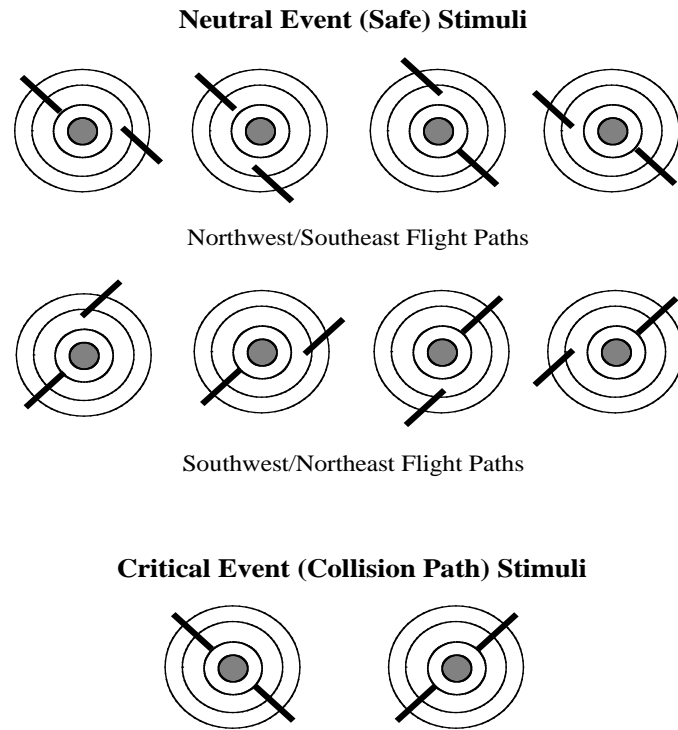 Neutral Event (Safe) Stimuli
Northwest/Southeast Flight Paths
Southwest/Northeast Flight Paths
Critical Event (Collision Path) Stimuli